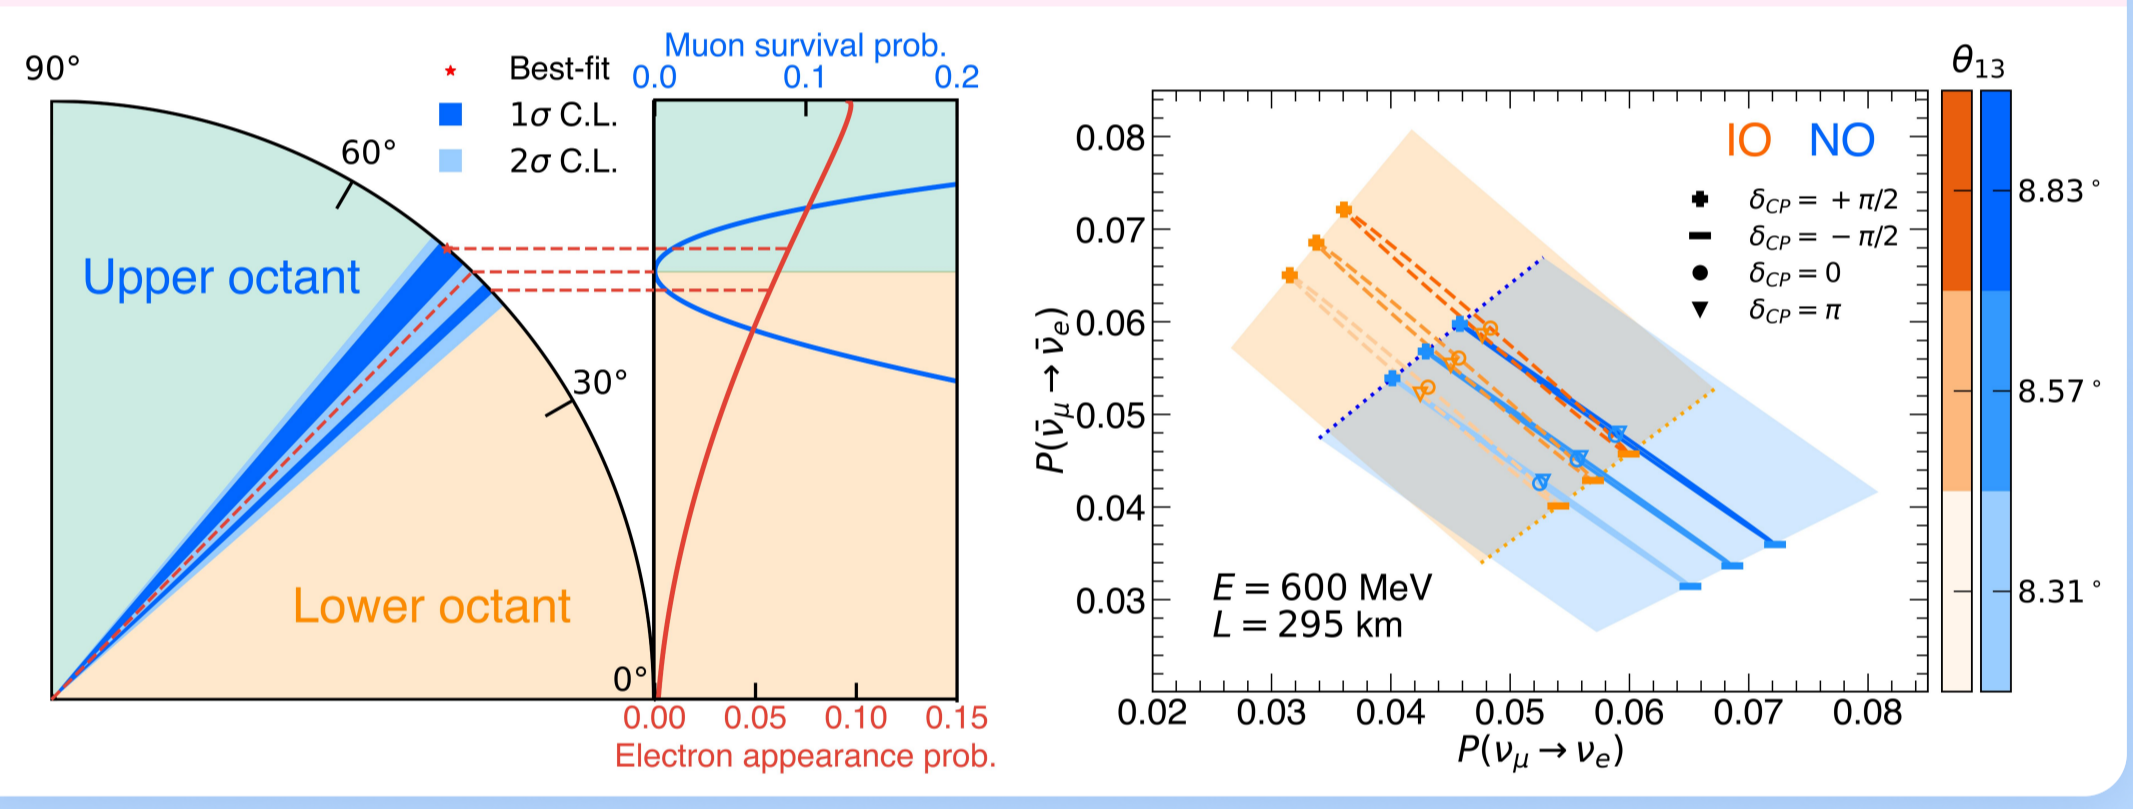 90°
60°
30°
0°
Best-fit
1σ C.L.
2σ C.L.
Upper octant
Lower octant
Muon survival prob.
0.0 0.1 0.2
0.00 0.05 0.10 0.15
Electron appearance prob.
P(ν̄μ → ν̄e)
0.08
0.07
0.06
0.05
0.04
0.03
IO NO
δCP = + π/2
δCP = − π/2
δCP = 0
δCP = π
E = 600 MeV
L = 295 km
0.02 0.03 0.04 0.05 0.06 0.07 0.08
P(νμ → νe)
θ13
8.83°
8.57°
8.31°